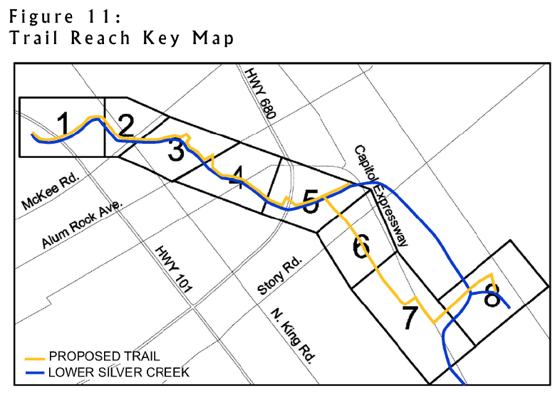 Figure 11:
Trail Reach Key Map
1
2
3
4
5
6
7
8
HWY 680
Capitol Expressway
McKee Rd.
Alum Rock Ave.
HWY 101
Story Rd.
N. King Rd.
PROPOSED TRAIL
LOWER SILVER CREEK